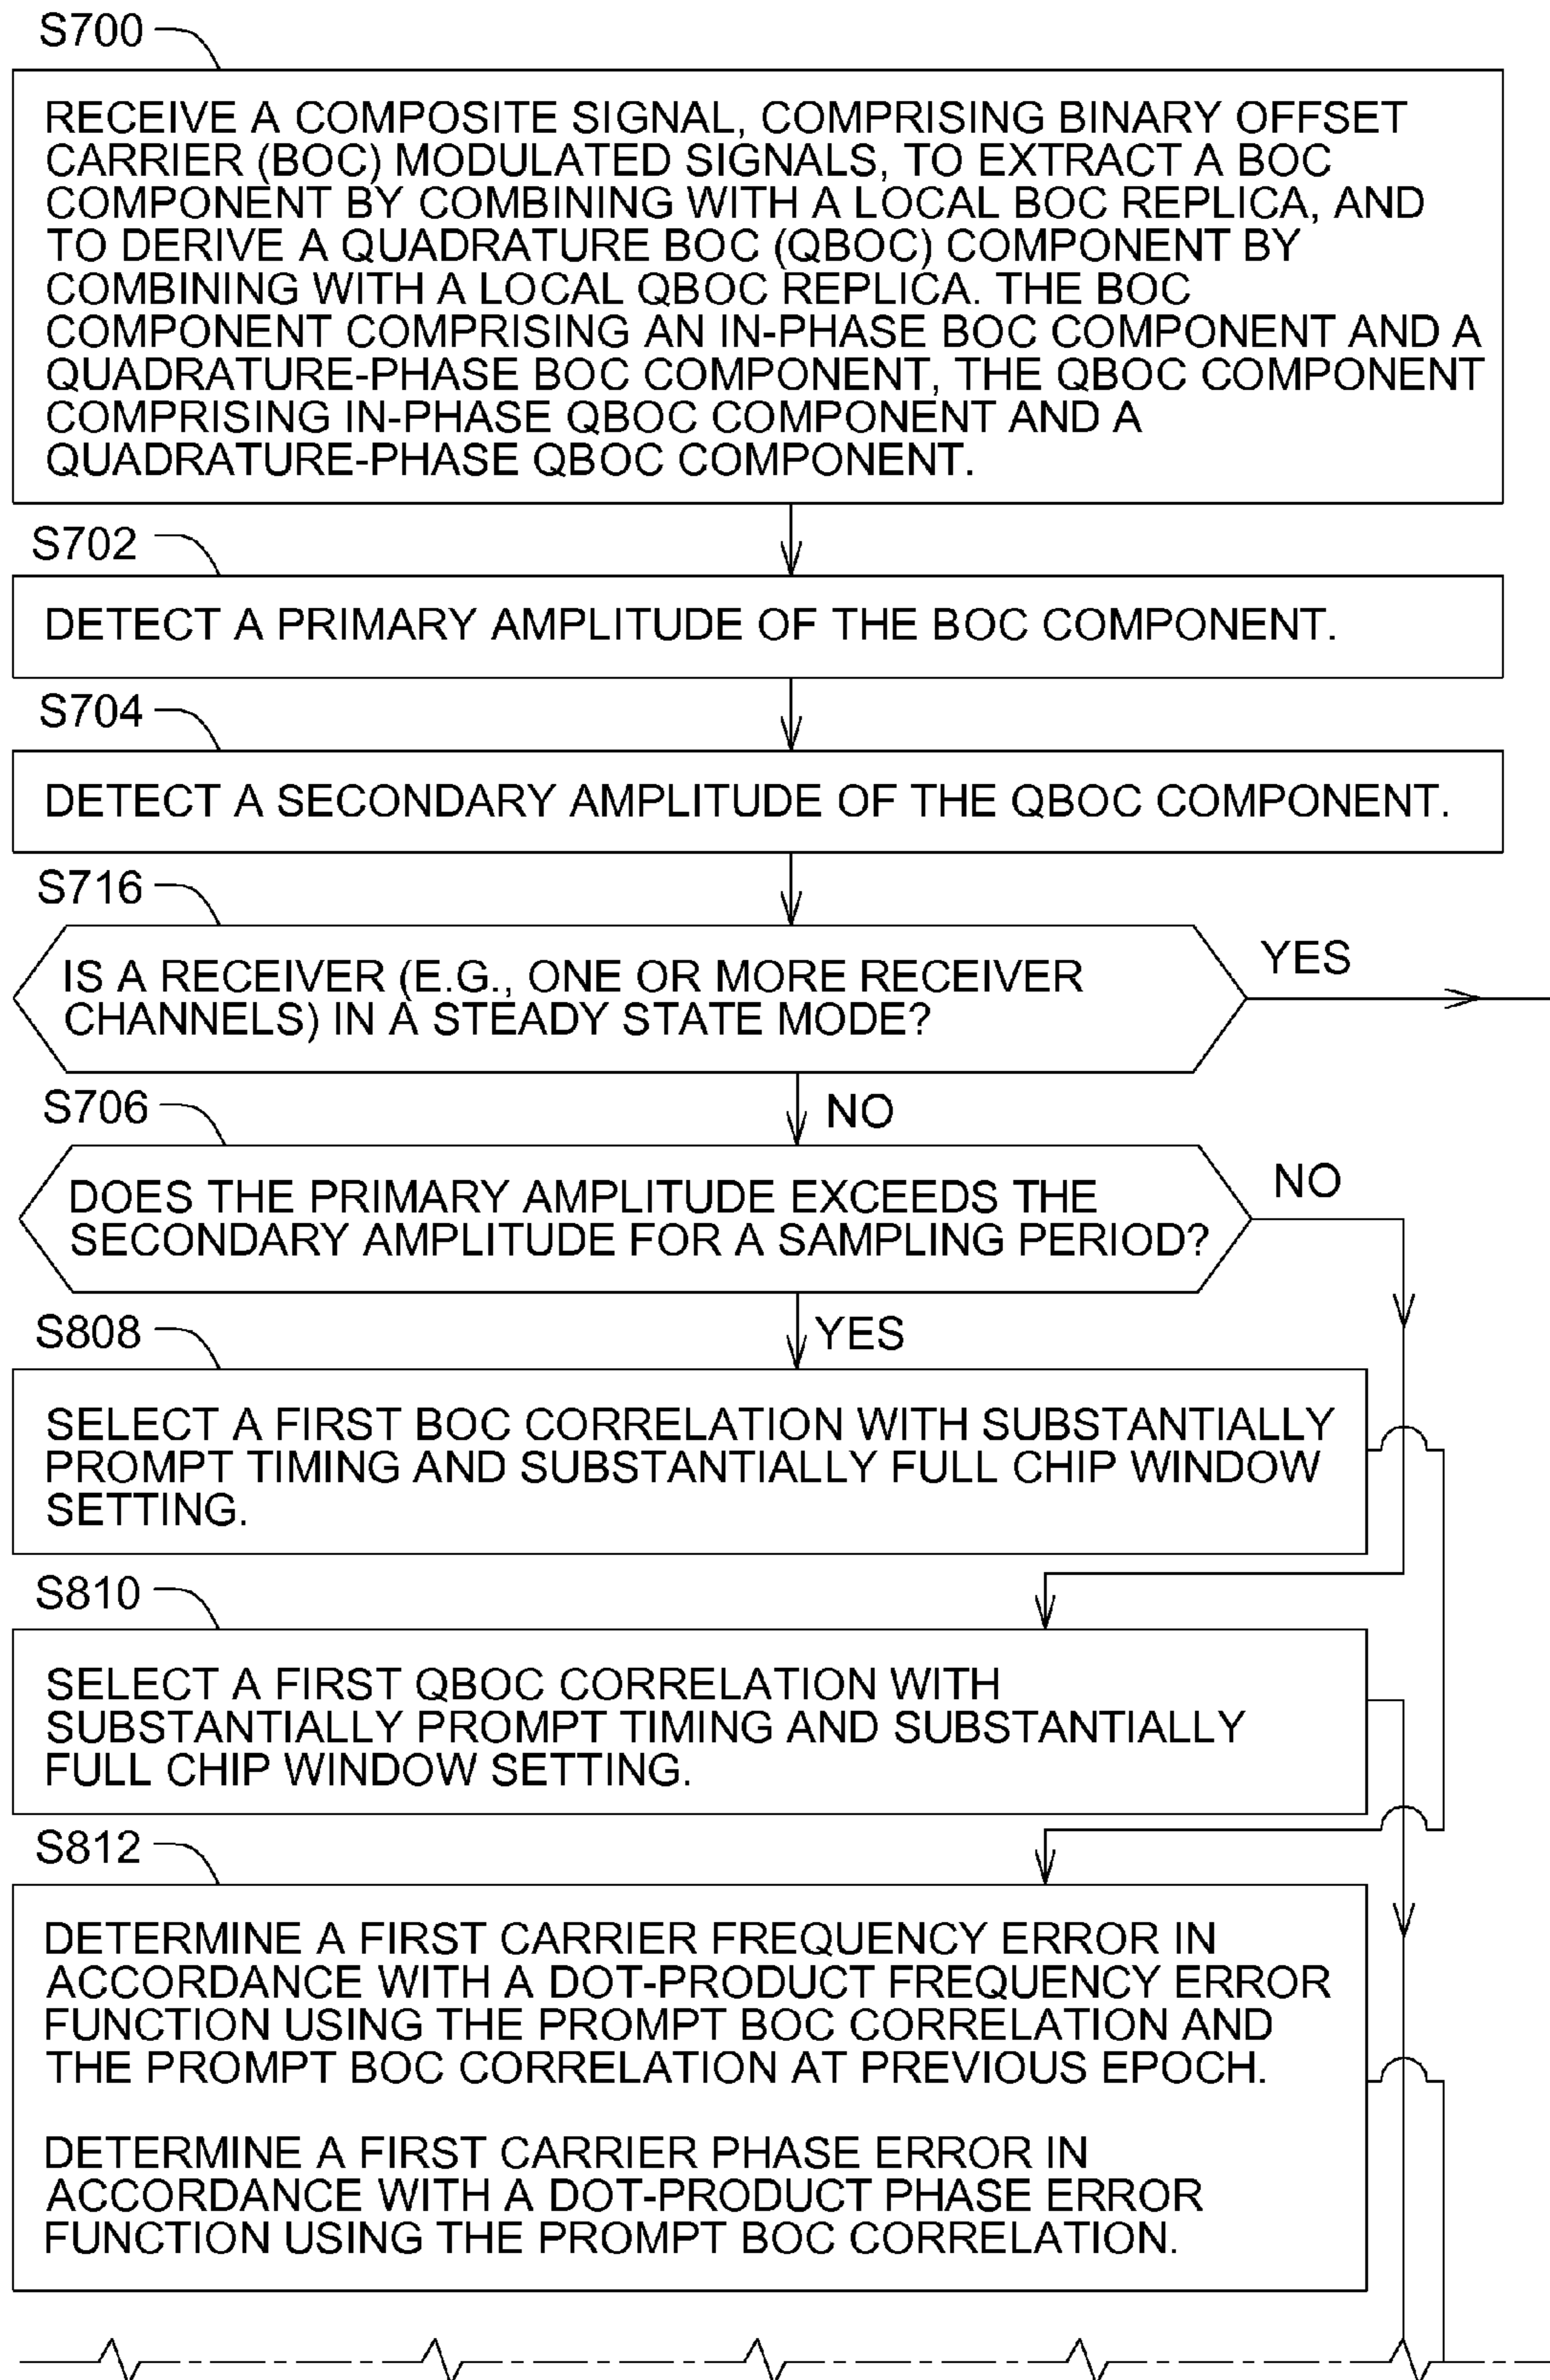 S700
RECEIVE A COMPOSITE SIGNAL, COMPRISING BINARY OFFSET
CARRIER (BOC) MODULATED SIGNALS, TO EXTRACT A BOC
COMPONENT BY COMBINING WITH A LOCAL BOC REPLICA, AND
TO DERIVE A QUADRATURE BOC (QBOC) COMPONENT BY
COMBINING WITH A LOCAL QBOC REPLICA. THE BOC
COMPONENT COMPRISING AN IN-PHASE BOC COMPONENT AND A
QUADRATURE-PHASE BOC COMPONENT, THE QBOC COMPONENT
COMPRISING IN-PHASE QBOC COMPONENT AND A
QUADRATURE-PHASE QBOC COMPONENT.
S702
DETECT A PRIMARY AMPLITUDE OF THE BOC COMPONENT.
S704
DETECT A SECONDARY AMPLITUDE OF THE QBOC COMPONENT.
S716
IS A RECEIVER (E.G., ONE OR MORE RECEIVER
CHANNELS) IN A STEADY STATE MODE?
YES
NO
S706
DOES THE PRIMARY AMPLITUDE EXCEEDS THE
SECONDARY AMPLITUDE FOR A SAMPLING PERIOD?
NO
YES
S808
SELECT A FIRST BOC CORRELATION WITH SUBSTANTIALLY
PROMPT TIMING AND SUBSTANTIALLY FULL CHIP WINDOW
SETTING.
S810
SELECT A FIRST QBOC CORRELATION WITH
SUBSTANTIALLY PROMPT TIMING AND SUBSTANTIALLY
FULL CHIP WINDOW SETTING.
S812
DETERMINE A FIRST CARRIER FREQUENCY ERROR IN
ACCORDANCE WITH A DOT-PRODUCT FREQUENCY ERROR
FUNCTION USING THE PROMPT BOC CORRELATION AND
THE PROMPT BOC CORRELATION AT PREVIOUS EPOCH.
DETERMINE A FIRST CARRIER PHASE ERROR IN
ACCORDANCE WITH A DOT-PRODUCT PHASE ERROR
FUNCTION USING THE PROMPT BOC CORRELATION.